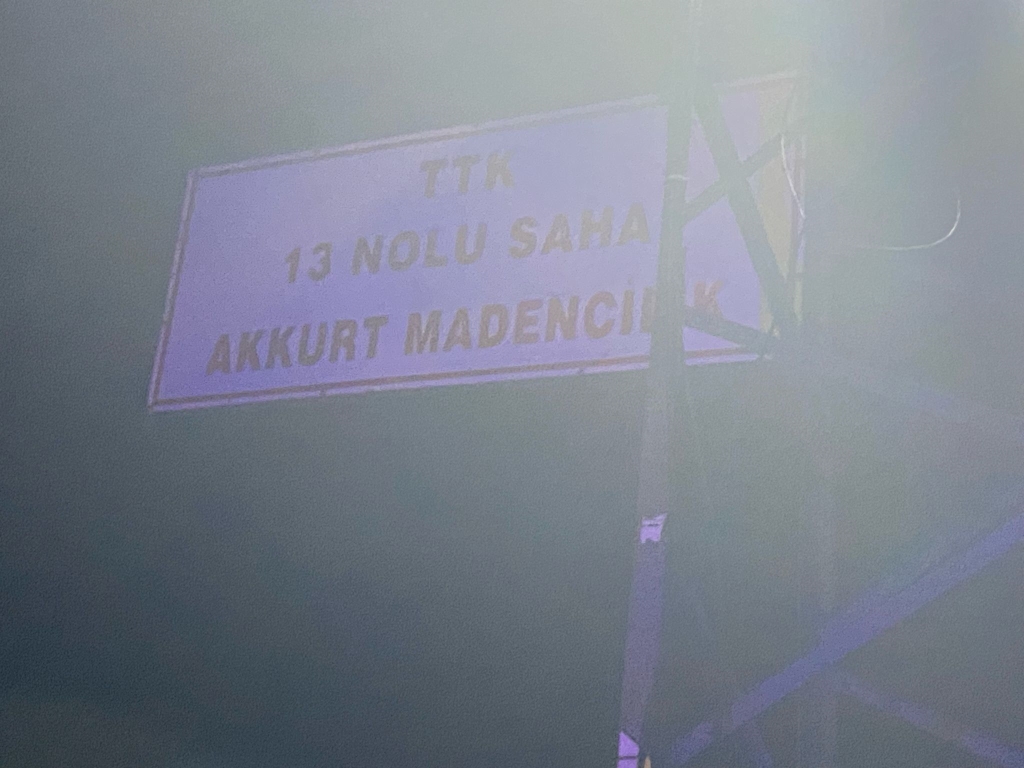 TTK
13 NOLU SAHA
AKKURT MADENCİLİK